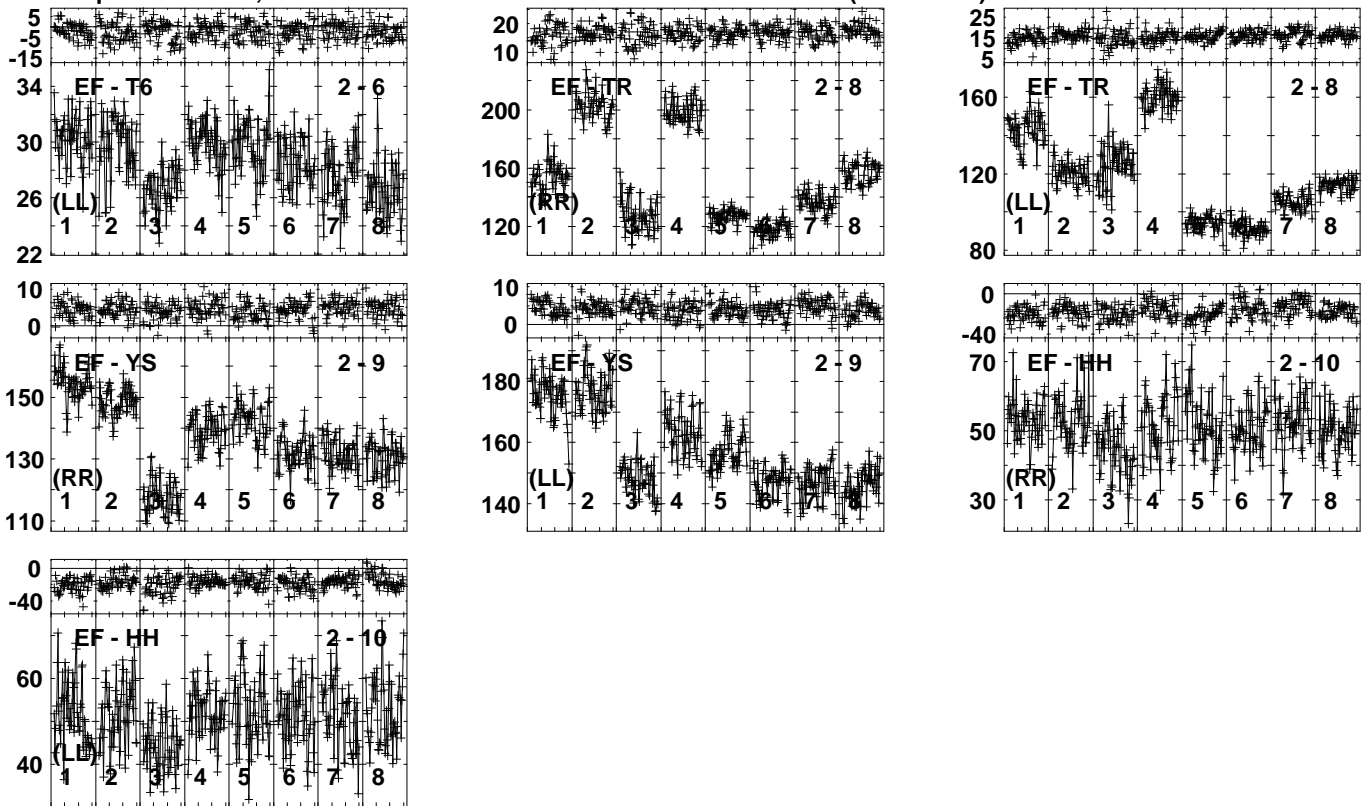 5
-5
-15
34
30
26
22
EF - T6 2 - 6
(LL)
1 2 3 4 5 6 7 8
20
10
200
160
120
EF - TR 2 - 8
(RR)
1 2 3 4 5 6 7 8
25
15
5
160
120
80
EF - TR 2 - 8
(LL)
1 2 3 4 5 6 7 8
10
0
150
130
110
EF - YS 2 - 9
(RR)
1 2 3 4 5 6 7 8
10
0
180
160
140
EF - YS 2 - 9
(LL)
1 2 3 4 5 6 7 8
0
-40
70
50
30
EF - HH 2 - 10
(RR)
1 2 3 4 5 6 7 8
0
-40
60
40
EF - HH 2 - 10
(LL)
1 2 3 4 5 6 7 8